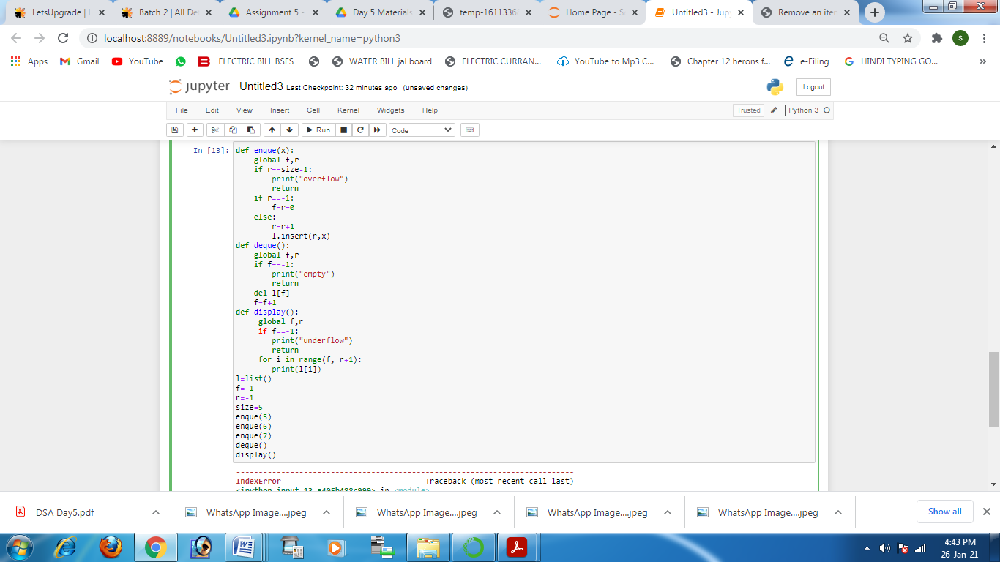 LetsUpgrade | L
Batch 2 | All De
Assignment 5 -
Day 5 Materials
temp-16113368
Home Page - S
Untitled3 - Jup
Remove an iten
localhost:8889/notebooks/Untitled3.ipynb?kernel_name=python3
S
Apps
Gmail
YouTube
B
ELECTRIC BILL BSES
WATER BILL jal board
ELECTRIC CURRAN...
YouTube to Mp3 C...
Chapter 12 herons f...
e-Filing
HINDI TYPING GO...
»
jupyter Untitled3 Last Checkpoint: 32 minutes ago (unsaved changes)
Logout
File Edit View Insert Cell Kernel Widgets Help
Trusted
Python 3
Run
Code
In [13]: def enque(x):
    global f,r
    if r==size-1:
        print("overflow")
        return
    if r==-1:
        f=r=0
    else:
        r=r+1
        l.insert(r,x)
def deque():
    global f,r
    if f==-1:
        print("empty")
        return
    del l[f]
    f=f+1
def display():
     global f,r
     if f==-1:
        print("underflow")
        return
     for i in range(f, r+1):
        print(l[i])
l=list()
f=-1
r=-1
size=5
enque(5)
enque(6)
enque(7)
deque()
display()
---------------------------------------------------------------------------
IndexError                                Traceback (most recent call last)
DSA Day5.pdf
WhatsApp Image....jpeg
WhatsApp Image....jpeg
WhatsApp Image....jpeg
WhatsApp Image....jpeg
Show all
4:43 PM
26-Jan-21